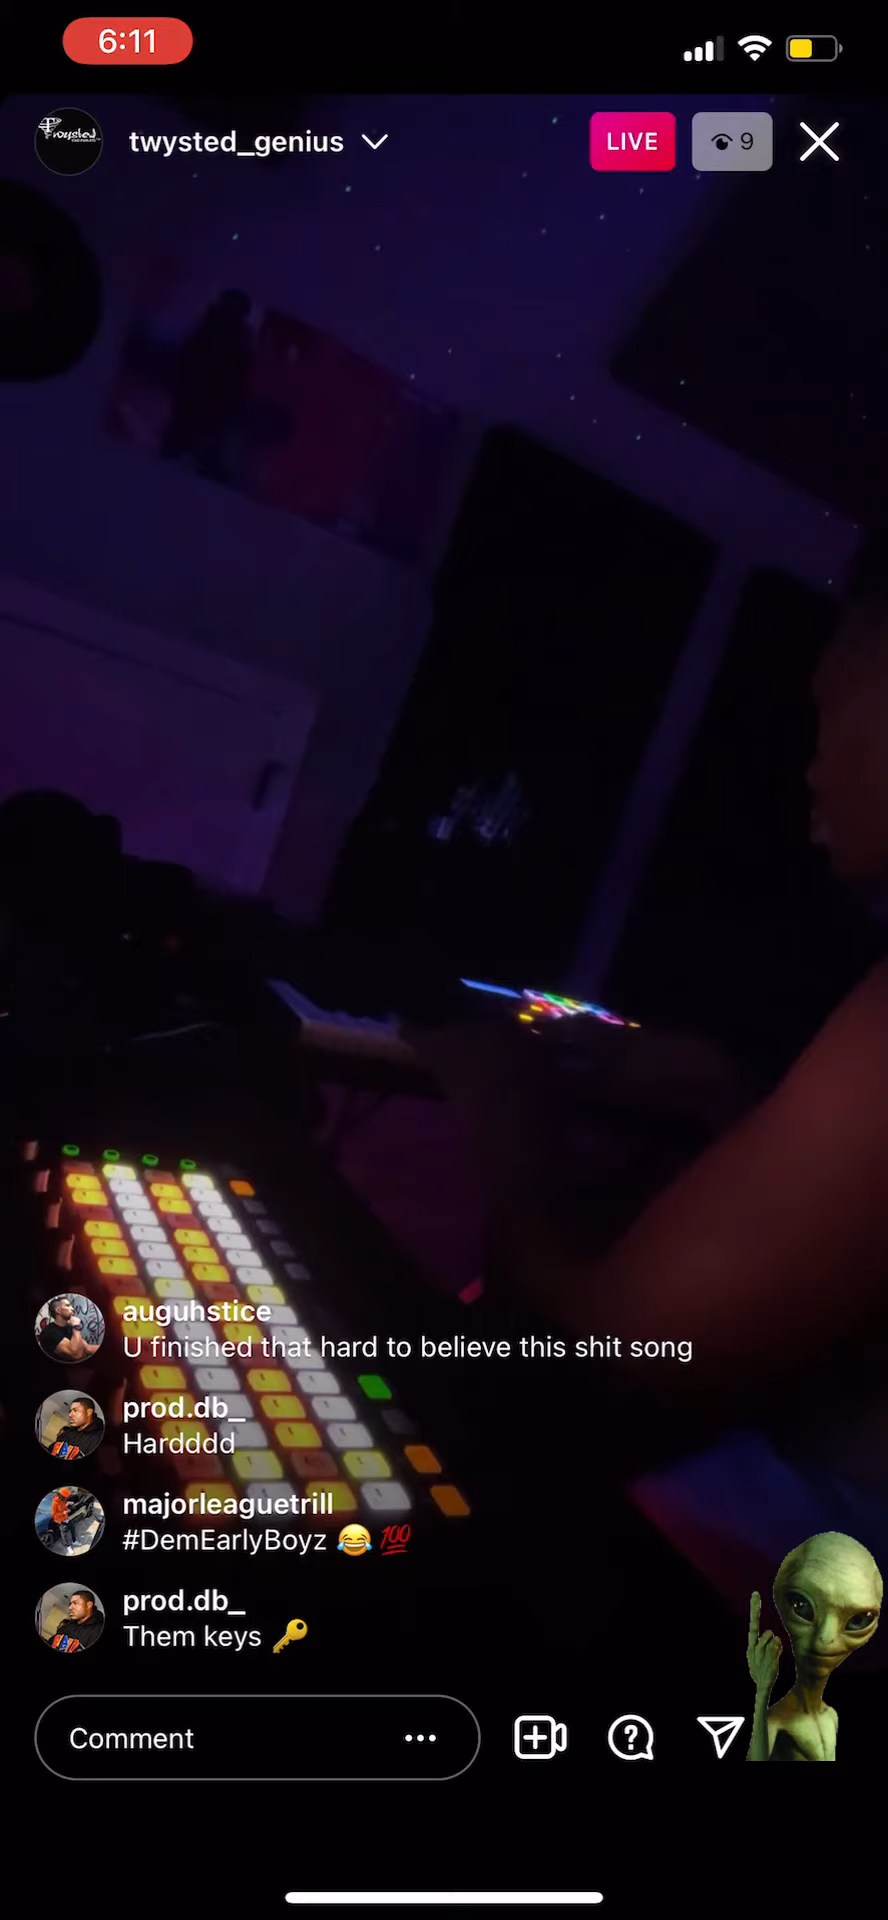 6:11
Twysted
twysted_genius
LIVE
9
auguhstice
U finished that hard to believe this shit song
prod.db_
Hardddd
majorleaguetrill
#DemEarlyBoyz 😂 💯
prod.db_
Them keys 🔑
Comment